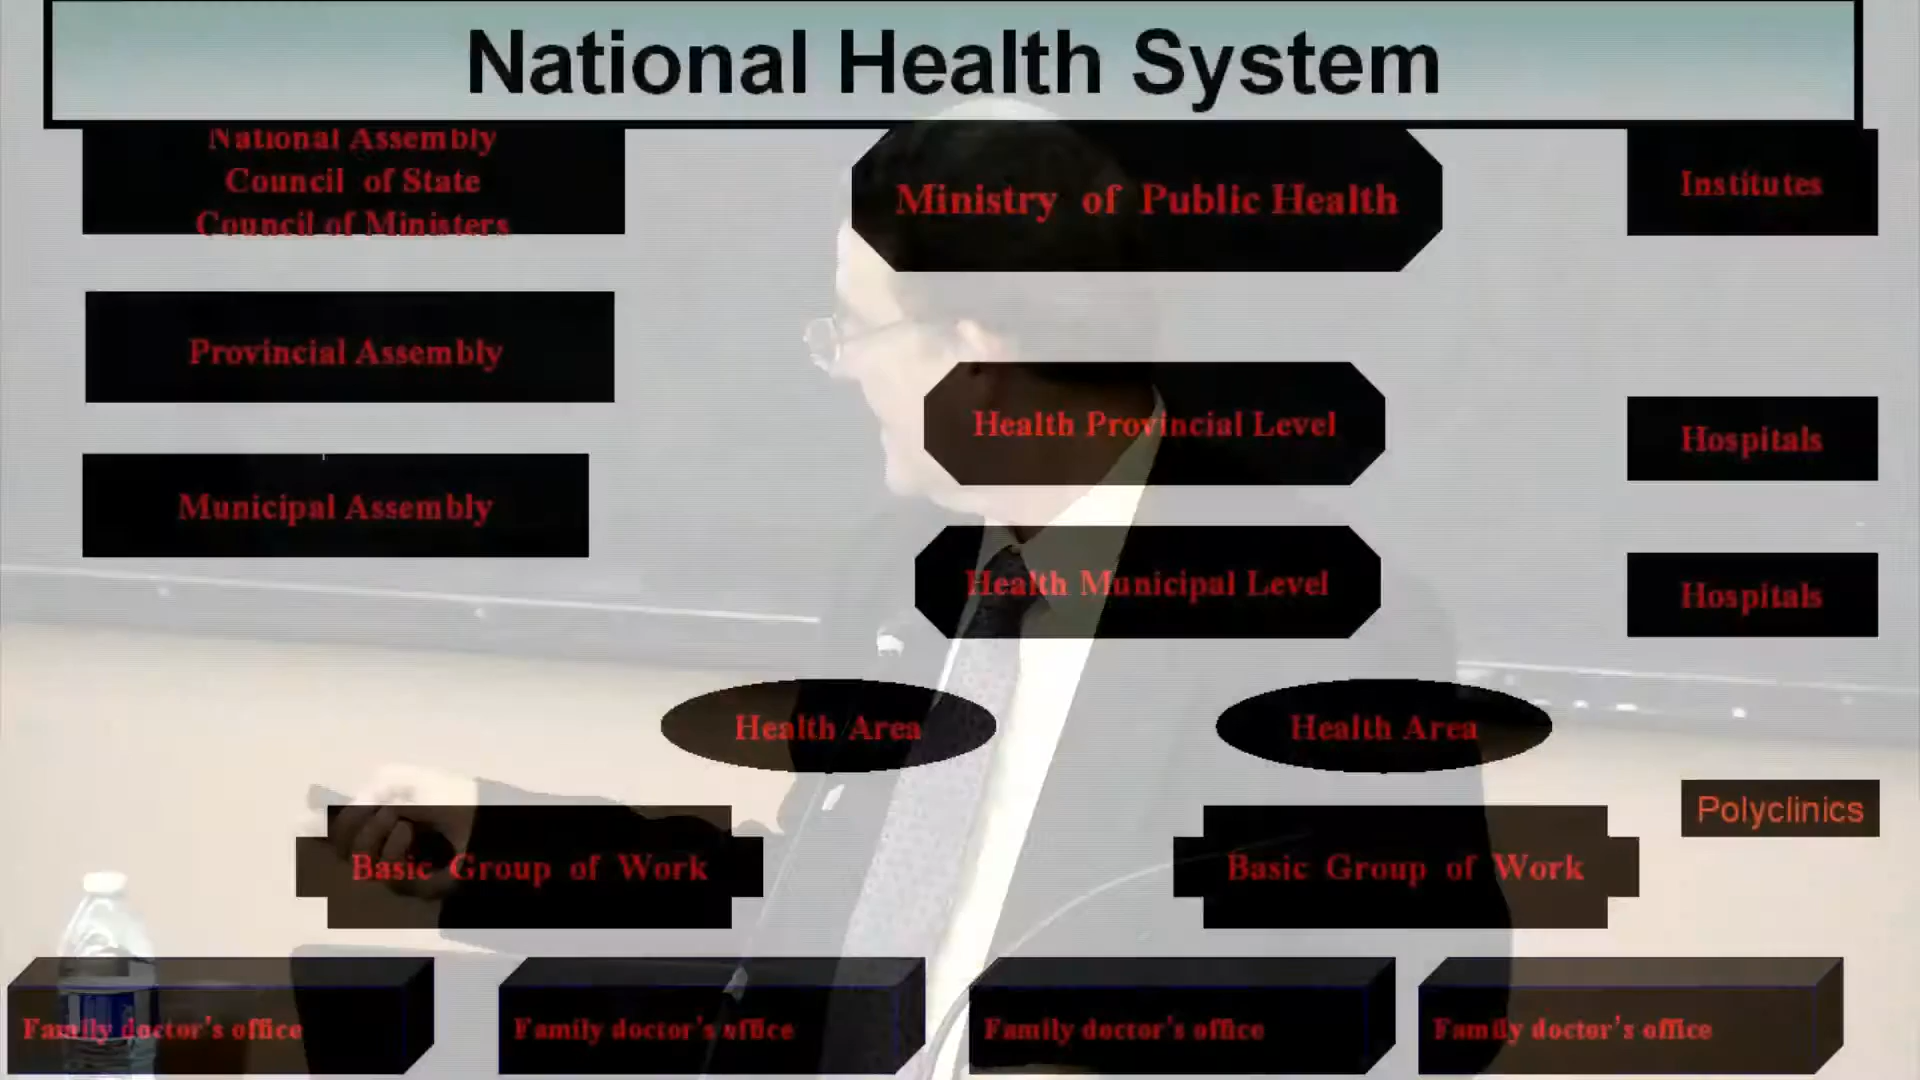 National Health System
National Assembly
Council of State
Council of Ministers
Ministry of Public Health
Institutes
Provincial Assembly
Health Provincial Level
Hospitals
Municipal Assembly
Health Municipal Level
Hospitals
Health Area
Health Area
Polyclinics
Basic Group of Work
Basic Group of Work
Family doctor's office
Family doctor's office
Family doctor's office
Family doctor's office